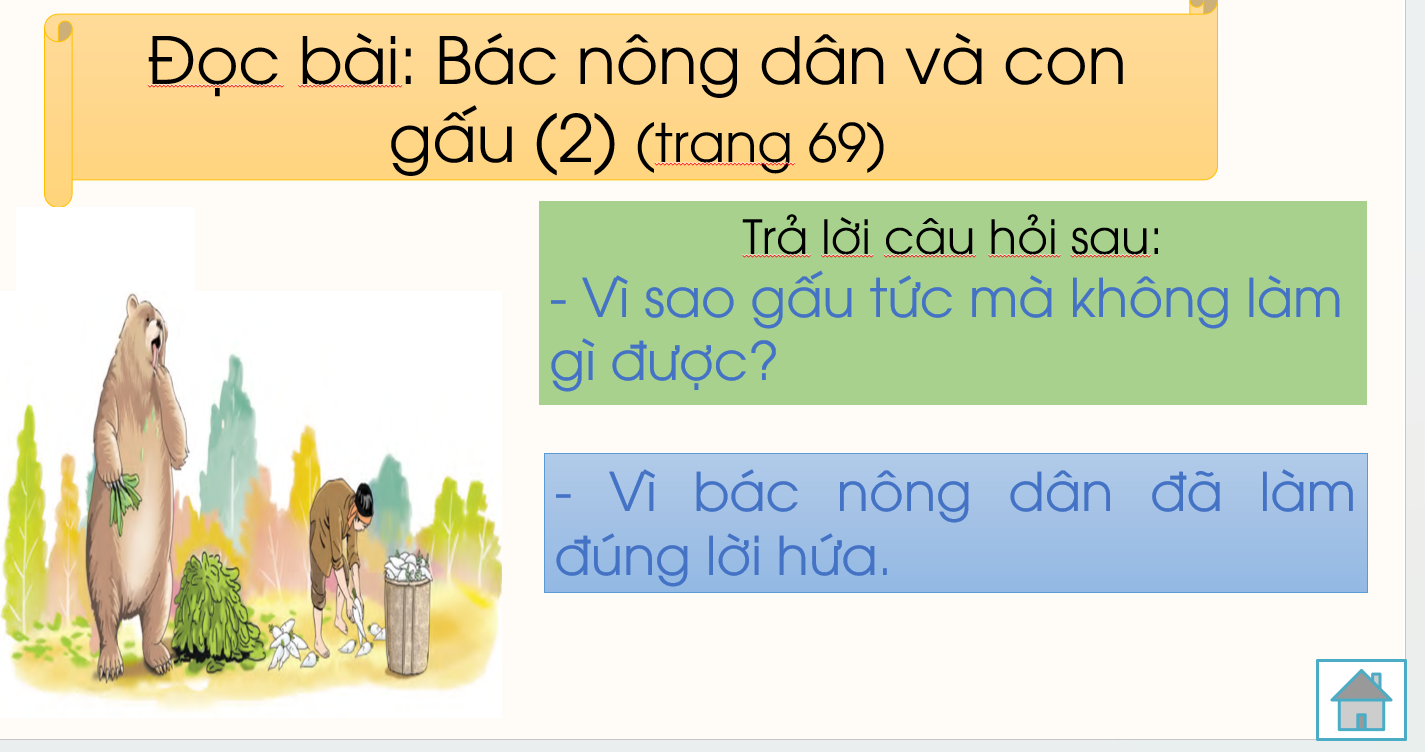 Đọc bài: Bác nông dân và con
gấu (2) (trang 69)
Trả lời câu hỏi sau:
- Vì sao gấu tức mà không làm
gì được?
- Vì bác nông dân đã làm
đúng lời hứa.